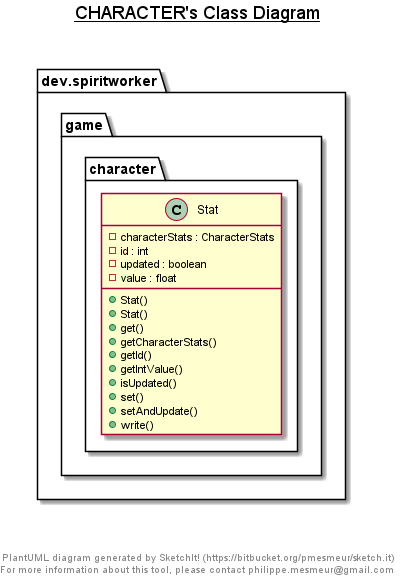 CHARACTER's Class Diagram
dev.spiritworker
game
character
C Stat
characterStats : CharacterStats
id : int
updated : boolean
value : float
Stat()
Stat()
get()
getCharacterStats()
getId()
getIntValue()
isUpdated()
set()
setAndUpdate()
write()
PlantUML diagram generated by SketchIt! (https://bitbucket.org/pmesmeur/sketch.it)
For more information about this tool, please contact philippe.mesmeur@gmail.com